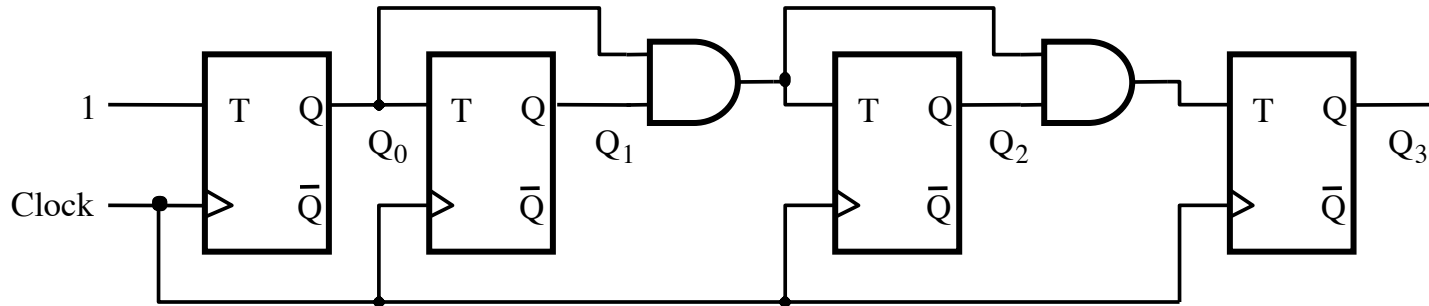 1 T Q T Q T Q T Q
Q₀ Q₁ Q₂ Q₃
Clock Q̅ Q̅ Q̅ Q̅